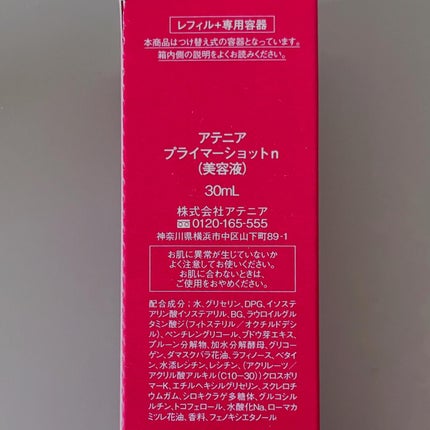 レフィル+専用容器
本商品はつけ替え式の容器となっています。
箱内側の説明をよくお読みください。
アテニア
プライマーショットn
(美容液)
30mL
株式会社アテニア
0120-165-555
神奈川県横浜市中区山下町89-1
お肌に異常が生じていないか
よく注意してお使いください。
お肌に合わないときは、
ご使用をおやめください。
配合成分:水、グリセリン、DPG、イソステ
アリン酸イソステアリル、BG、ラウロイルグル
タミン酸ジ(フィトステリル/オクチルドデシ
ル)、ペンチレングリコール、ブドウ芽エキス、
プルーン分解物、加水分解酵母、グリコー
ゲン、ダマスクバラ花油、ラフィノース、ベタイ
ン、水添レシチン、レシチン、(アクリレーツ/
アクリル酸アルキル(C10-30))クロスポリ
マーK、エチルヘキシルグリセリン、スクレロチ
ウムガム、シロキクラゲ多糖体、グルコシル
ルチン、トコフェロール、水酸化Na、ローマカ
ミツレ花油、香料、フェノキシエタノール